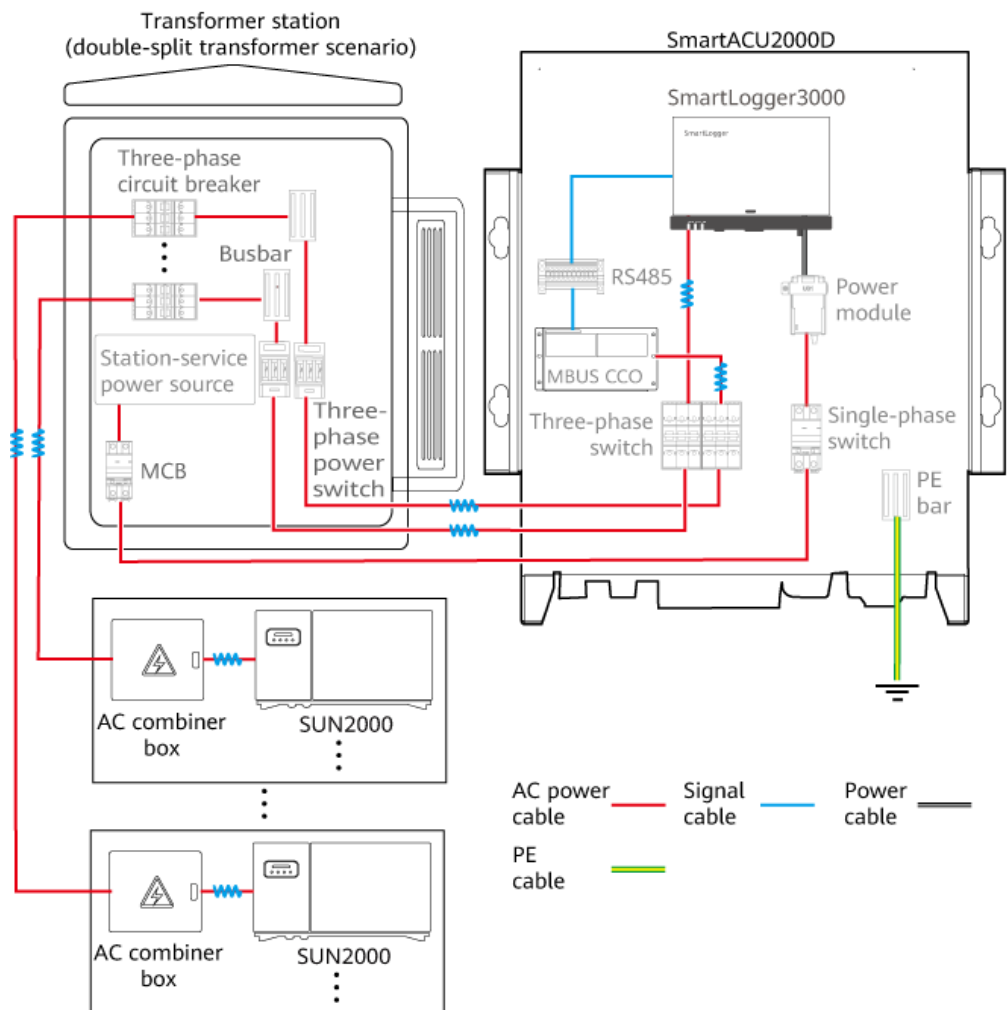 Transformer station
(double-split transformer scenario)
SmartACU2000D
SmartLogger3000
SmartLogger
Three-phase
circuit breaker
Busbar
Station-service
power source
MCB
Three-
phase
power
switch
RS485
MBUS CCO
Three-phase
switch
Power
module
Single-phase
switch
PE
bar
AC combiner
box
SUN2000
AC combiner
box
SUN2000
AC power
cable
Signal
cable
Power
cable
PE
cable